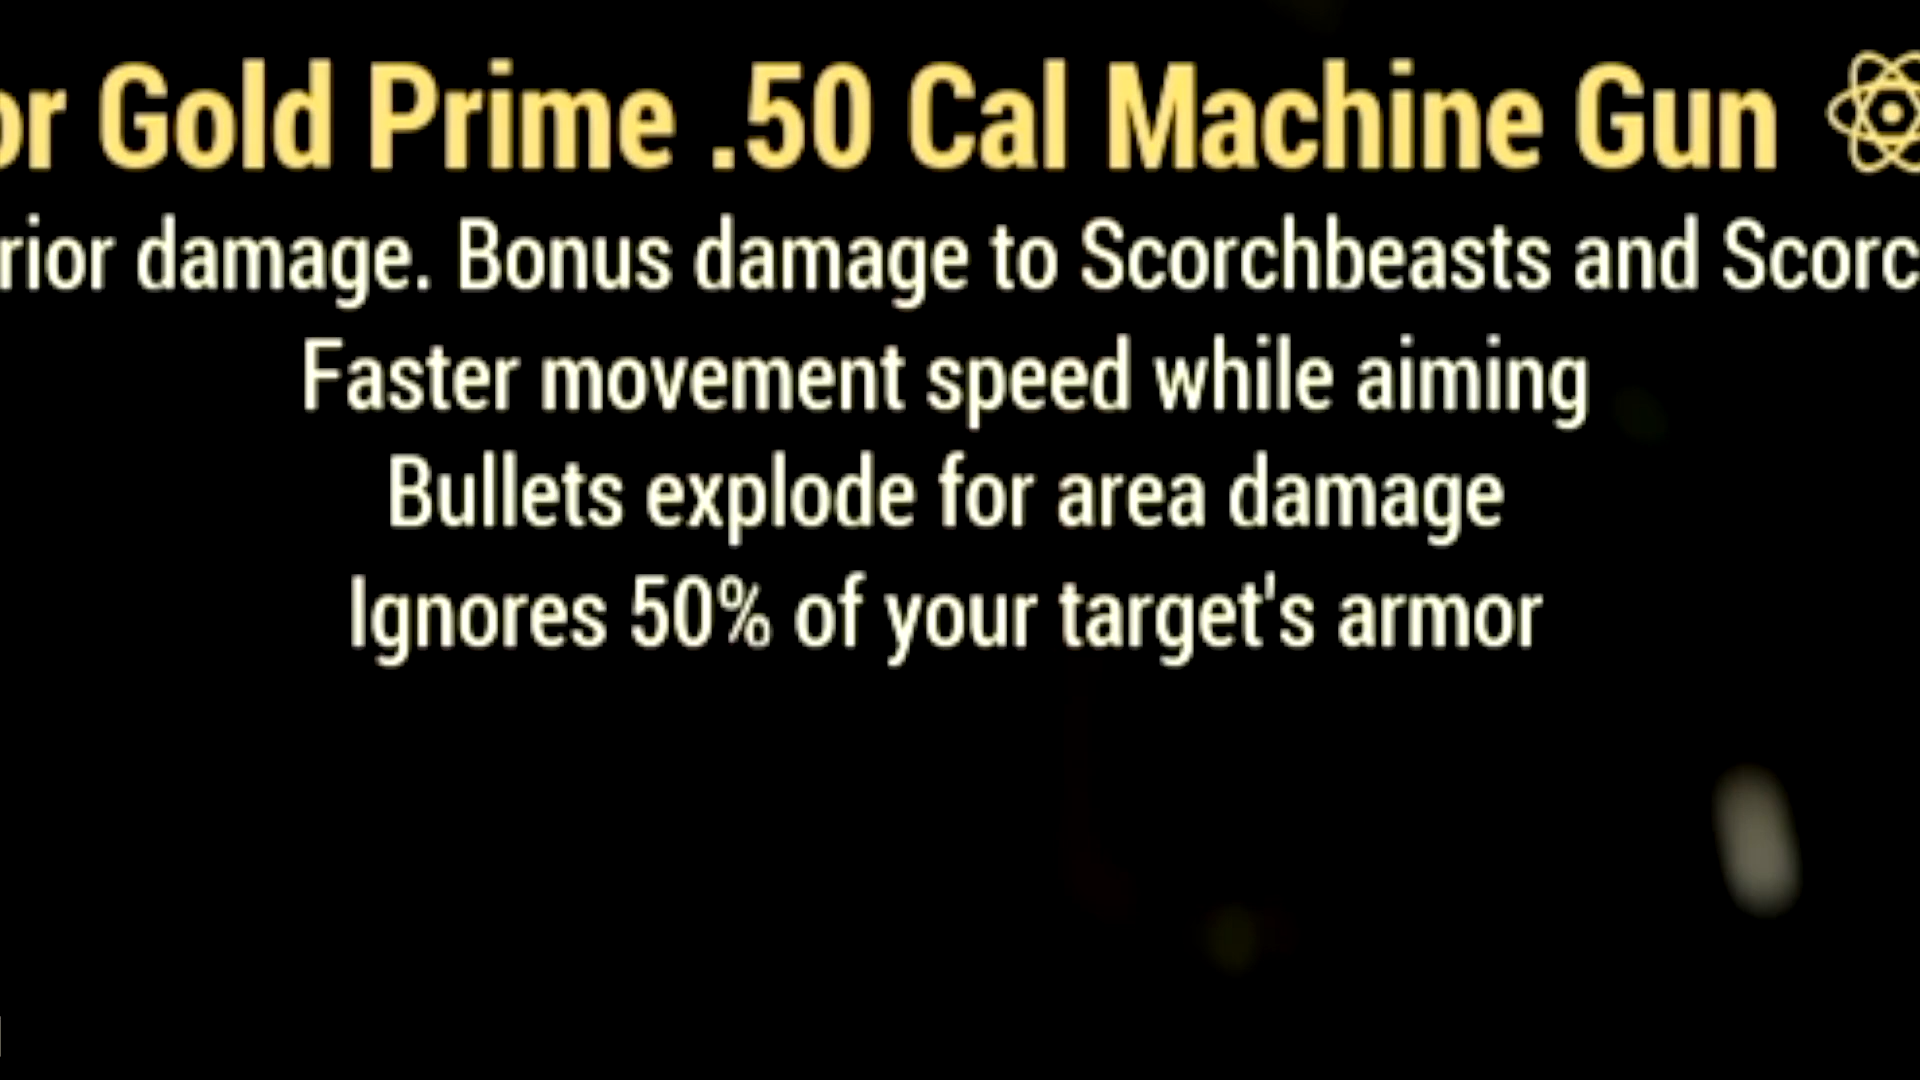 or Gold Prime .50 Cal Machine Gun
rior damage. Bonus damage to Scorchbeasts and Scorc
Faster movement speed while aiming
Bullets explode for area damage
Ignores 50% of your target's armor